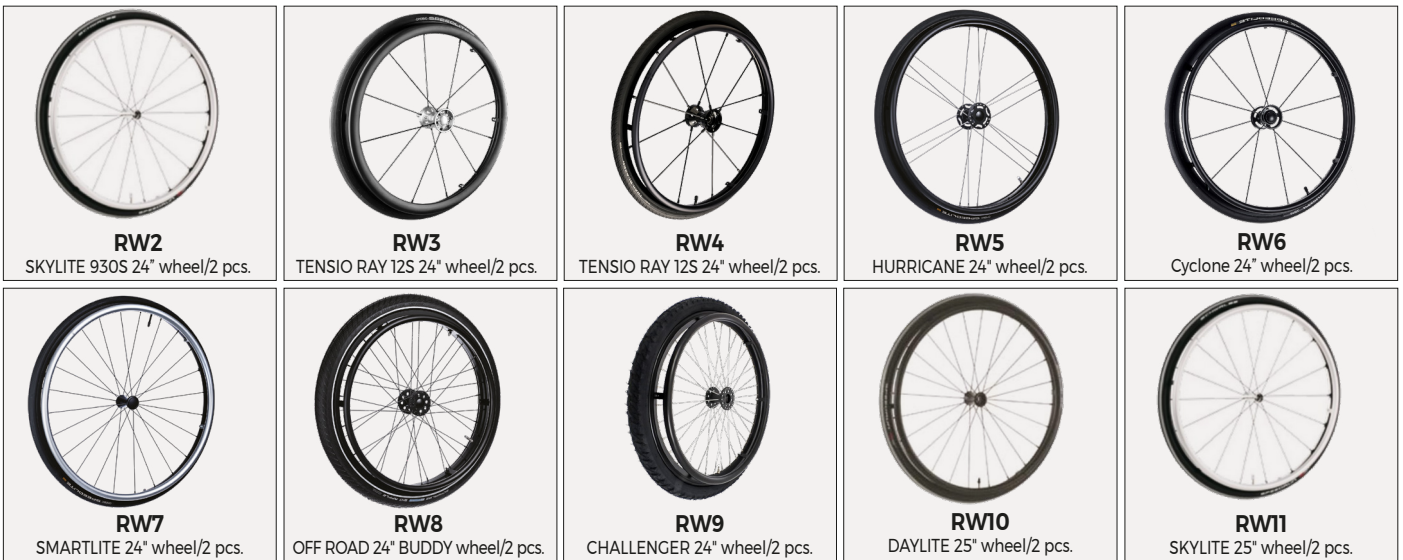 RW2
SKYLITE 930S 24” wheel/2 pcs.
RW3
TENSIO RAY 12S 24" wheel/2 pcs.
RW4
TENSIO RAY 12S 24" wheel/2 pcs.
RW5
HURRICANE 24" wheel/2 pcs.
RW6
Cyclone 24” wheel/2 pcs.
RW7
SMARTLITE 24" wheel/2 pcs.
RW8
OFF ROAD 24" BUDDY wheel/2 pcs.
RW9
CHALLENGER 24" wheel/2 pcs.
RW10
DAYLITE 25" wheel/2 pcs.
RW11
SKYLITE 25" wheel/2 pcs.